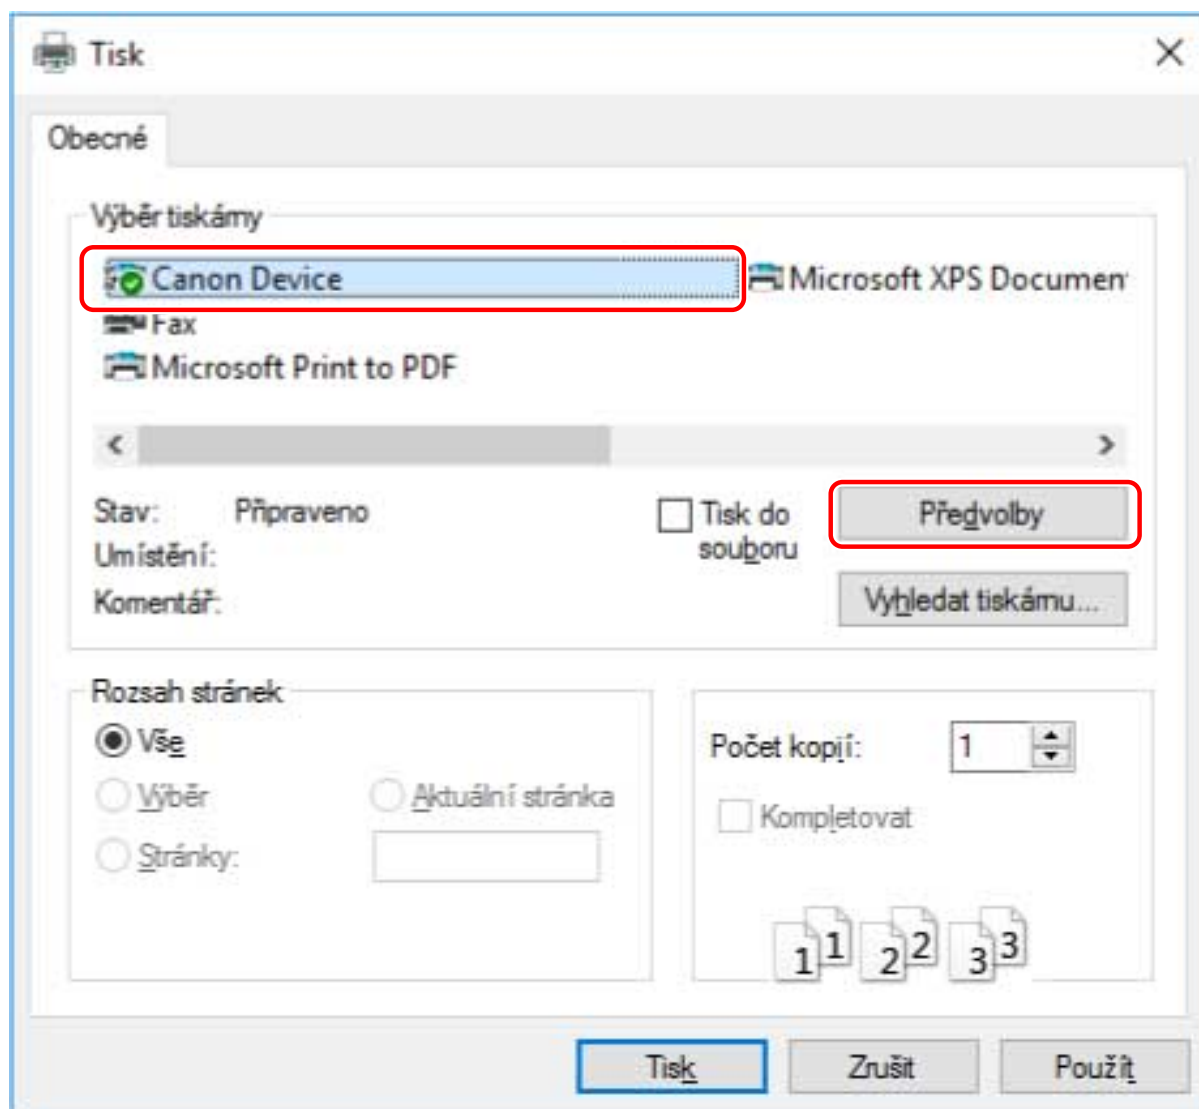 Tisk
Obecné
Výběr tiskárny
Canon Device
Microsoft XPS Documen
Fax
Microsoft Print to PDF
Stav: Připraveno
Umístění:
Komentář:
Tisk do
souboru
Předvolby
Vyhledat tiskárnu...
Rozsah stránek
Vše
Výběr
Aktuální stránka
Stránky:
Počet kopií: 1
Kompletovat
1 1 2 2 3 3
Tisk Zrušit Použít